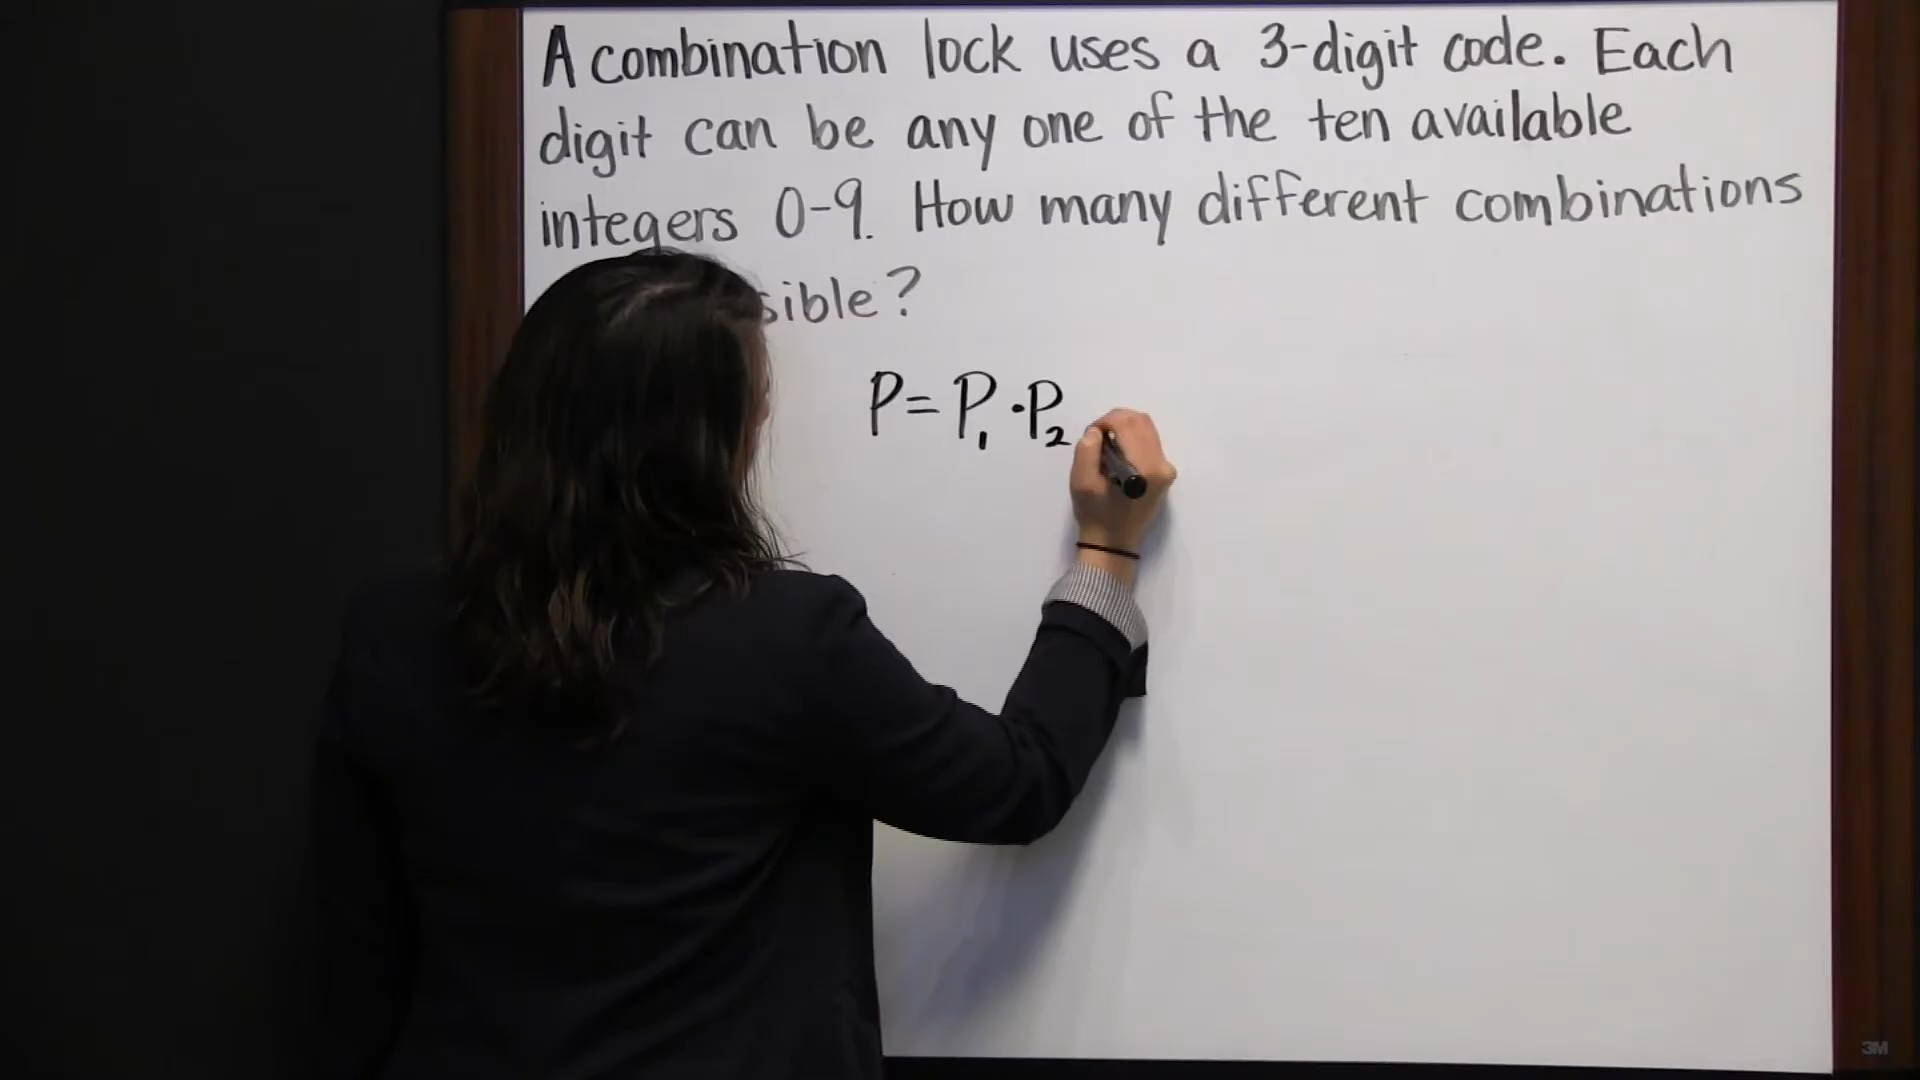 A combination lock uses a 3-digit code. Each
digit can be any one of the ten available
integers 0-9. How many different combinations
sible?
P = P₁ · P₂
3M